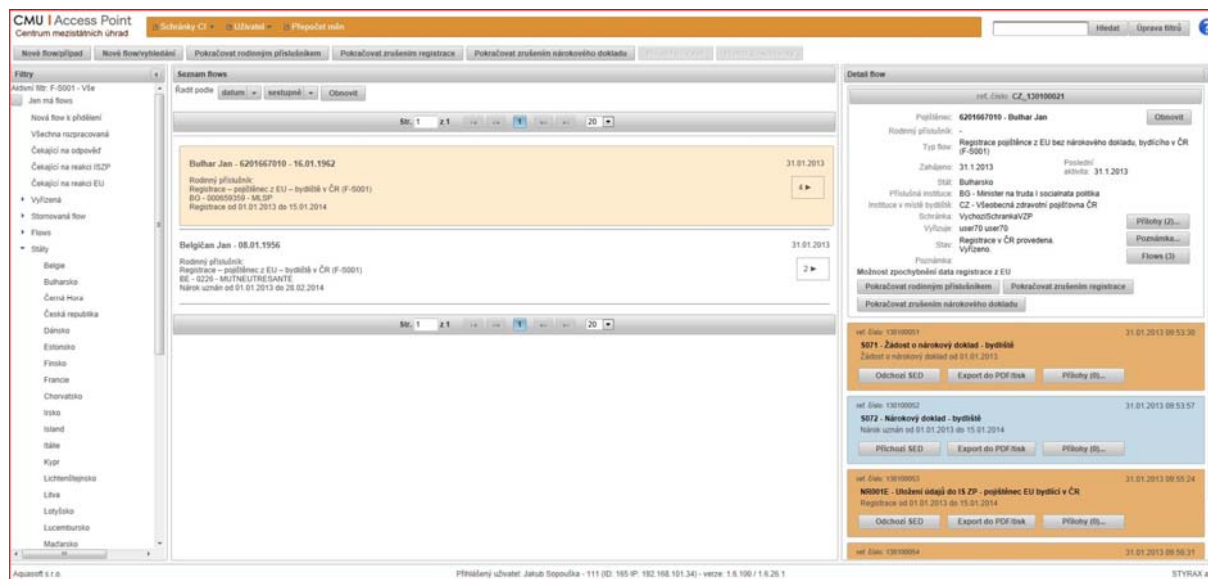 CMU | Access Point
Centrum mezistátních úhrad
Schránky CI
Uživatel
Přepočet měn
Hledat
Úprava filtrů
?
Nové flow/případ
Nové flow/vyhledání
Pokračovat rodinným příslušníkem
Pokračovat zrušením registrace
Pokračovat zrušením nárokového dokladu
Filtry
Aktivní filtr: F-S001 - Vše
Jen má flows
Nová flow k přidělení
Všechna rozpracovaná
Čekající na odpověď
Čekající na reakci ISZP
Čekající na reakci EU
Vyřízená
Stornovaná flow
Flows
Státy
Belgie
Bulharsko
Černá Hora
Česká republika
Dánsko
Estonsko
Finsko
Francie
Chorvatsko
Irsko
Island
Itálie
Kypr
Lichtenštejnsko
Litva
Lotyšsko
Lucembursko
Maďarsko
Seznam flows
Řadit podle datum sestupně Obnovit
Str. 1 z 1 1 20
Bulhar Jan - 6201667010 - 16.01.1962 31.01.2013
Rodinný příslušník:
Registrace – pojištěnec z EU – bydliště v ČR (F-S001)
BG - 000659359 - MLSP
Registrace od 01.01.2013 do 15.01.2014
4
Belgičan Jan - 08.01.1956 31.01.2013
Rodinný příslušník:
Registrace – pojištěnec z EU – bydliště v ČR (F-S001)
BE - 0226 - MUTNEUTRESANTE
Nárok uznán od 01.01.2013 do 28.02.2014
2
Str. 1 z 1 1 20
Detail flow
ref. číslo: CZ_130100021
Pojištěnec: 6201667010 - Bulhar Jan
Obnovit
Rodinný příslušník: -
Typ flow: Registrace pojištěnce z EU bez nárokového dokladu, bydlícího v ČR
(F-S001)
Zahájeno: 31.1.2013 Poslední aktivita: 31.1.2013
Stát: Bulharsko
Příslušná instituce: BG - Minister na truda I socialnata politika
Instituce v místě bydliště: CZ - Všeobecná zdravotní pojišťovna ČR
Schránka: VychoziSchrankaVZP
Přílohy (2)...
Vyřizuje: user70 user70
Poznámka...
Stav: Registrace v ČR provedena.
Vyřízeno.
Flows (3)
Poznámka:
Možnost zpochybnění data registrace z EU
Pokračovat rodinným příslušníkem
Pokračovat zrušením registrace
Pokračovat zrušením nárokového dokladu
ref. číslo: 130100051 31.01.2013 09:53:30
S071 - Žádost o nárokový doklad - bydliště
Žádost o nárokový doklad od 01.01.2013
Odchozí SED Export do PDF/tisk Přílohy (0)...
ref. číslo: 130100052 31.01.2013 09:53:57
S072 - Nárokový doklad - bydliště
Nárok uznán od 01.01.2013 do 15.01.2014
Příchozí SED Export do PDF/tisk Přílohy (0)...
ref. číslo: 130100053 31.01.2013 09:55:24
NR001E - Uložení údajů do IS ZP - pojištěnec EU bydlící v ČR
Registrace od 01.01.2013 do 15.01.2014
Odchozí SED Export do PDF/tisk Přílohy (0)...
ref. číslo: 130100054 31.01.2013 09:56:31
Aquasoft s.r.o.
Přihlášený uživatel: Jakub Sopouška - 111 (ID: 165 IP: 192.168.101.34) - verze: 1.6.100 / 1.6.26.1
STYRAX